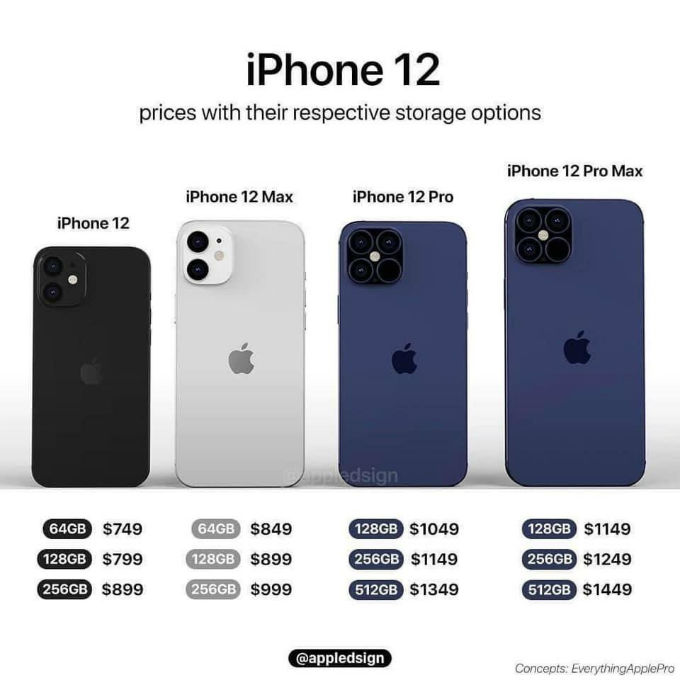 iPhone 12
prices with their respective storage options
iPhone 12
iPhone 12 Max
iPhone 12 Pro
iPhone 12 Pro Max
@appledsign
64GB $749
128GB $799
256GB $899
64GB $849
128GB $899
256GB $999
128GB $1049
256GB $1149
512GB $1349
128GB $1149
256GB $1249
512GB $1449
@appledsign
Concepts: EverythingApplePro